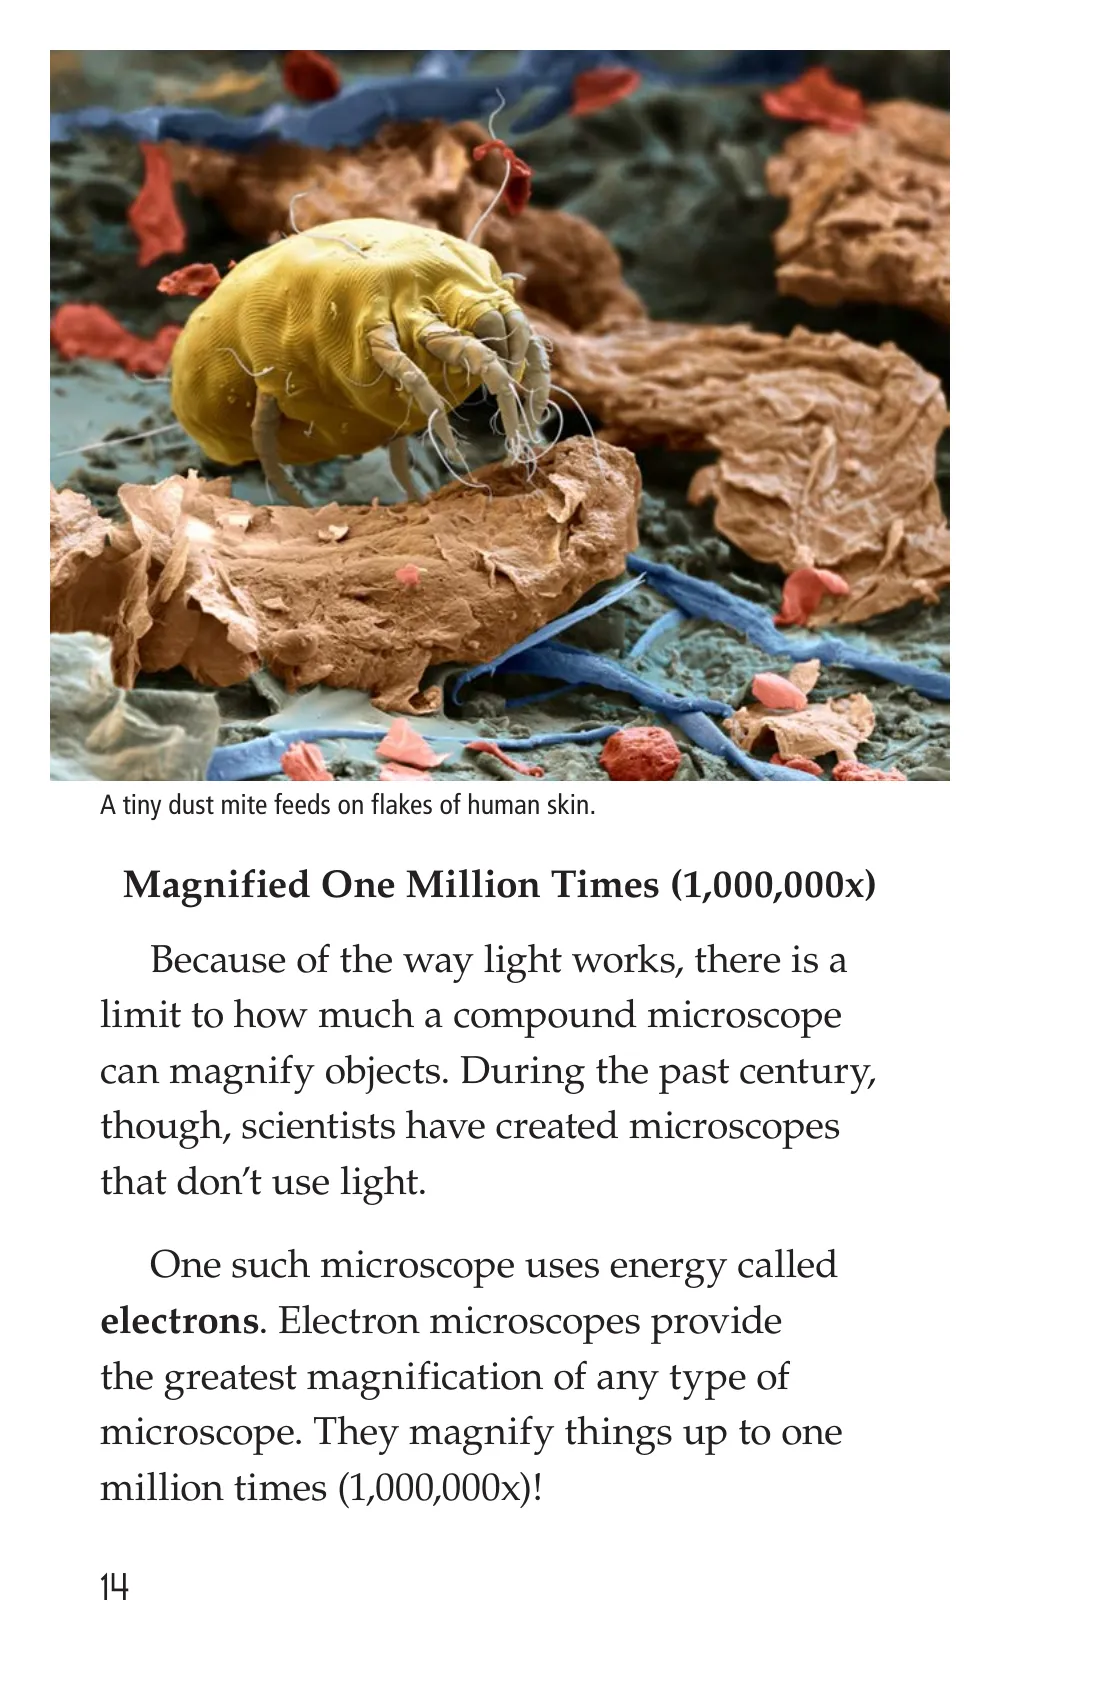 A tiny dust mite feeds on flakes of human skin.
Magnified One Million Times (1,000,000x)
Because of the way light works, there is a
limit to how much a compound microscope
can magnify objects. During the past century,
though, scientists have created microscopes
that don’t use light.
One such microscope uses energy called
electrons. Electron microscopes provide
the greatest magnification of any type of
microscope. They magnify things up to one
million times (1,000,000x)!
14